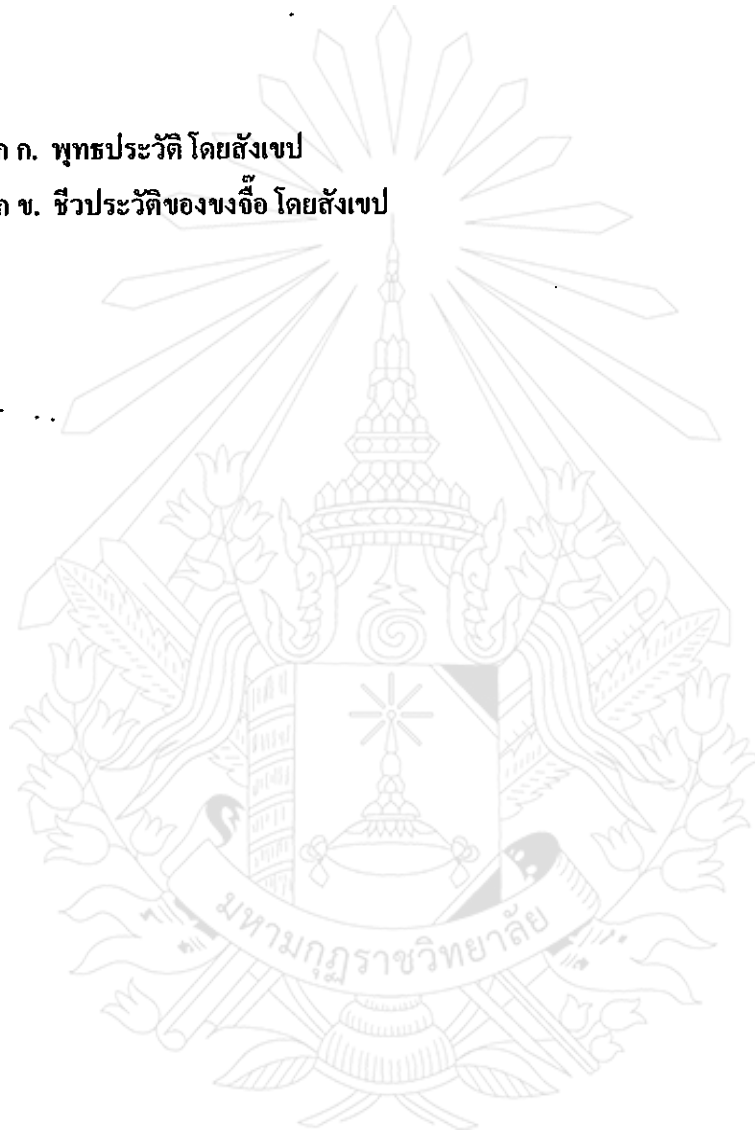 ก. พุทธประวัติ โดยสังเขป
ข. ชีวประวัติของขงจื๊อ โดยสังเขป
มหามกุฏราชวิทยาลัย